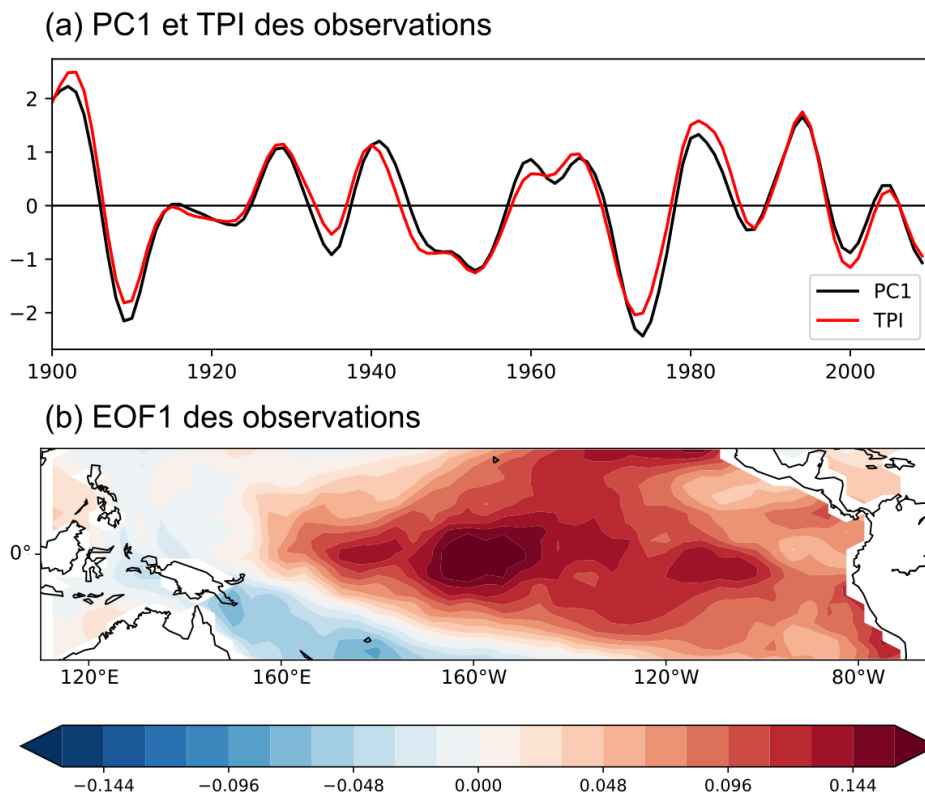 (a) PC1 et TPI des observations
2
1
0
−1
−2
PC1
TPI
1900 1920 1940 1960 1980 2000
(b) EOF1 des observations
0°
120°E 160°E 160°W 120°W 80°W
−0.144 −0.096 −0.048 0.000 0.048 0.096 0.144